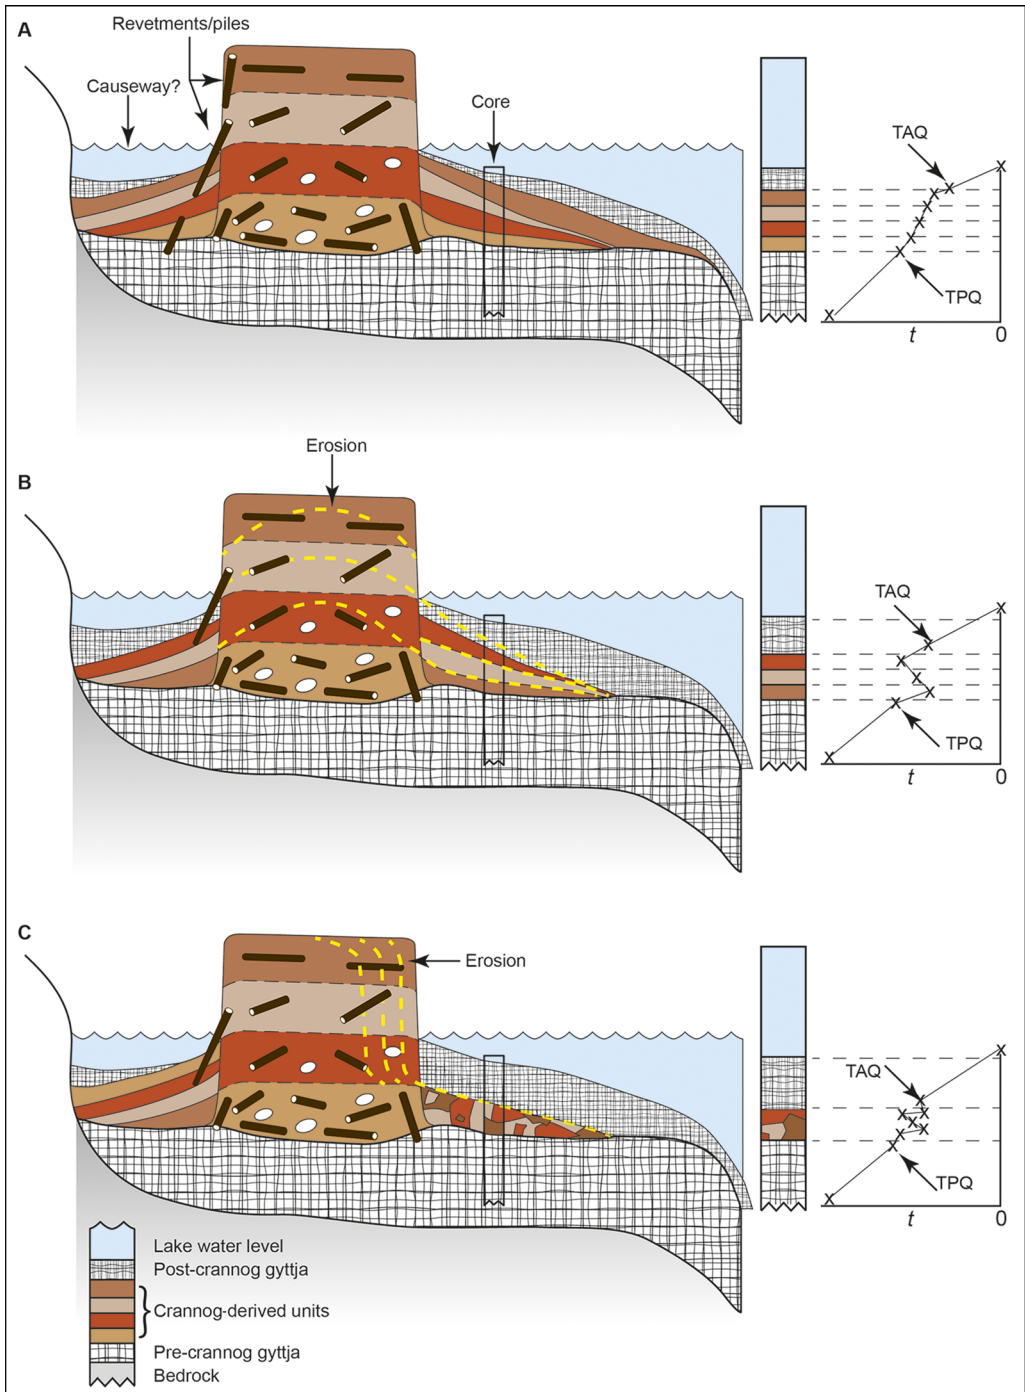 A
Revetments/piles
Causeway?
Core
TAQ
TPQ
t
0
Erosion
B
TAQ
TPQ
t
0
C
Erosion
TAQ
TPQ
t
0
Lake water level
Post-crannog gyttja
Crannog-derived units
Pre-crannog gyttja
Bedrock